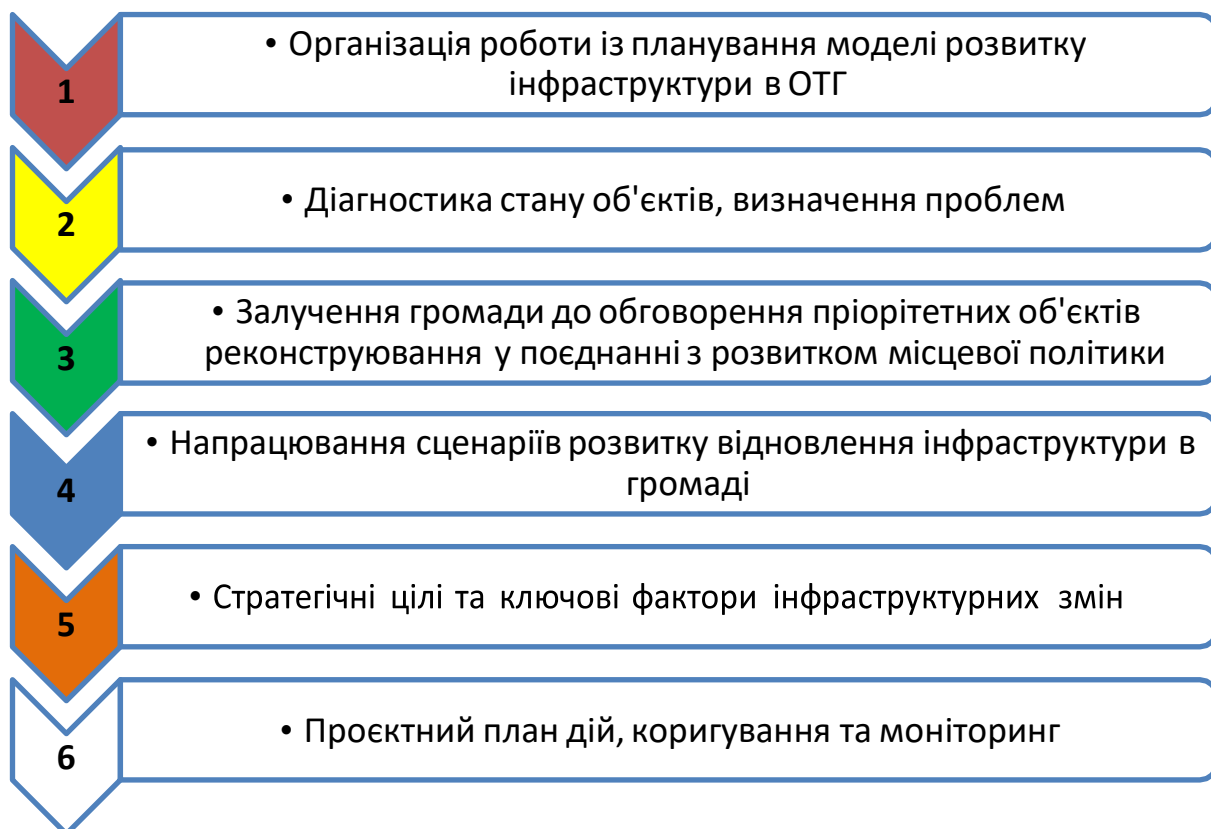 1
• Організація роботи із планування моделі розвитку
інфраструктури в ОТГ
2
• Діагностика стану об'єктів, визначення проблем
3
• Залучення громади до обговорення пріорітетних об'єктів
реконструювання у поєднанні з розвитком місцевої політики
4
• Напрацювання сценаріїв розвитку відновлення інфраструктури в
громаді
5
• Стратегічні цілі та ключові фактори інфраструктурних змін
6
• Проєктний план дій, коригування та моніторинг